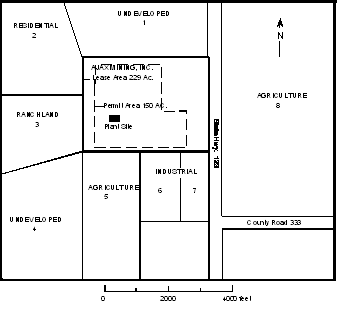 UNDEVELOPED
1
RESIDENTIAL
2
N
AJAX MINING, INC.
Lease Area 229 Ac.
AGRICULTURE
8
Permit Area 150 AC.
RANCHLAND
3
Plant Site
INDUSTRIAL
AGRICULTURE
5
6 7
UNDEVELOPED
4
County Road 333
0 2000 4000 feet